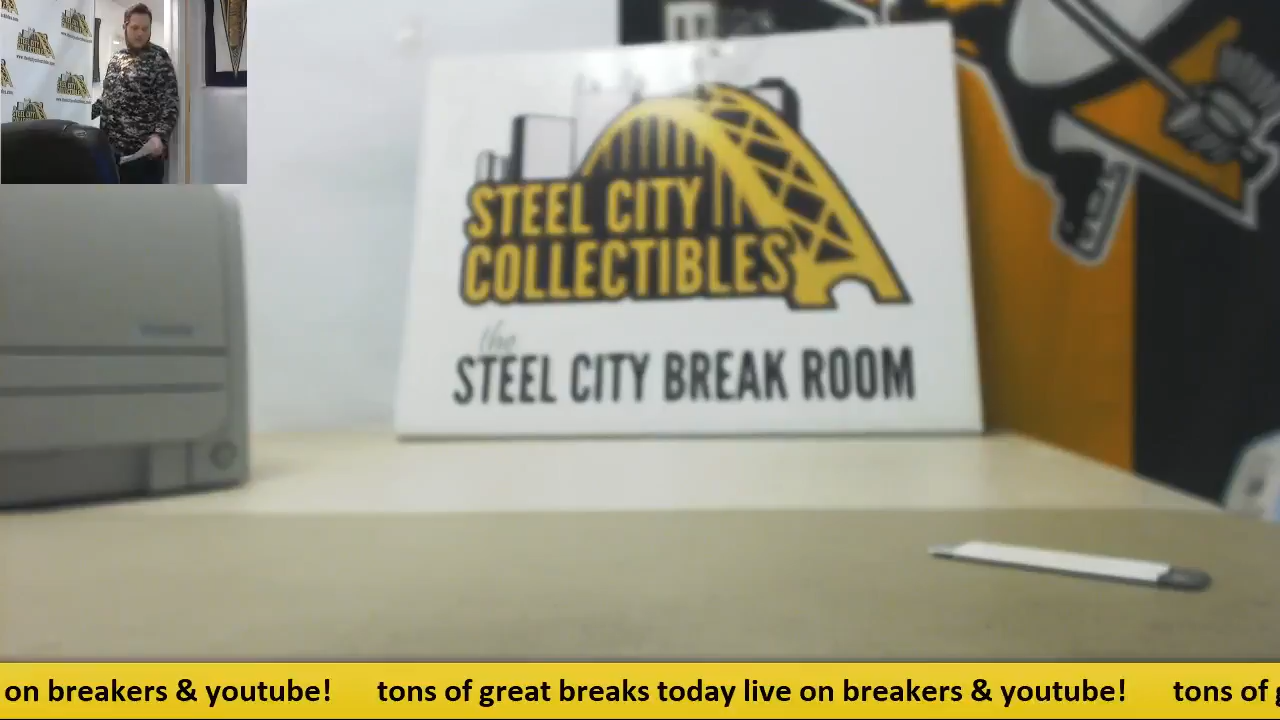 STEEL CITY
COLLECTIBLES
the
STEEL CITY BREAK ROOM
on breakers & youtube! tons of great breaks today live on breakers & youtube! tons of